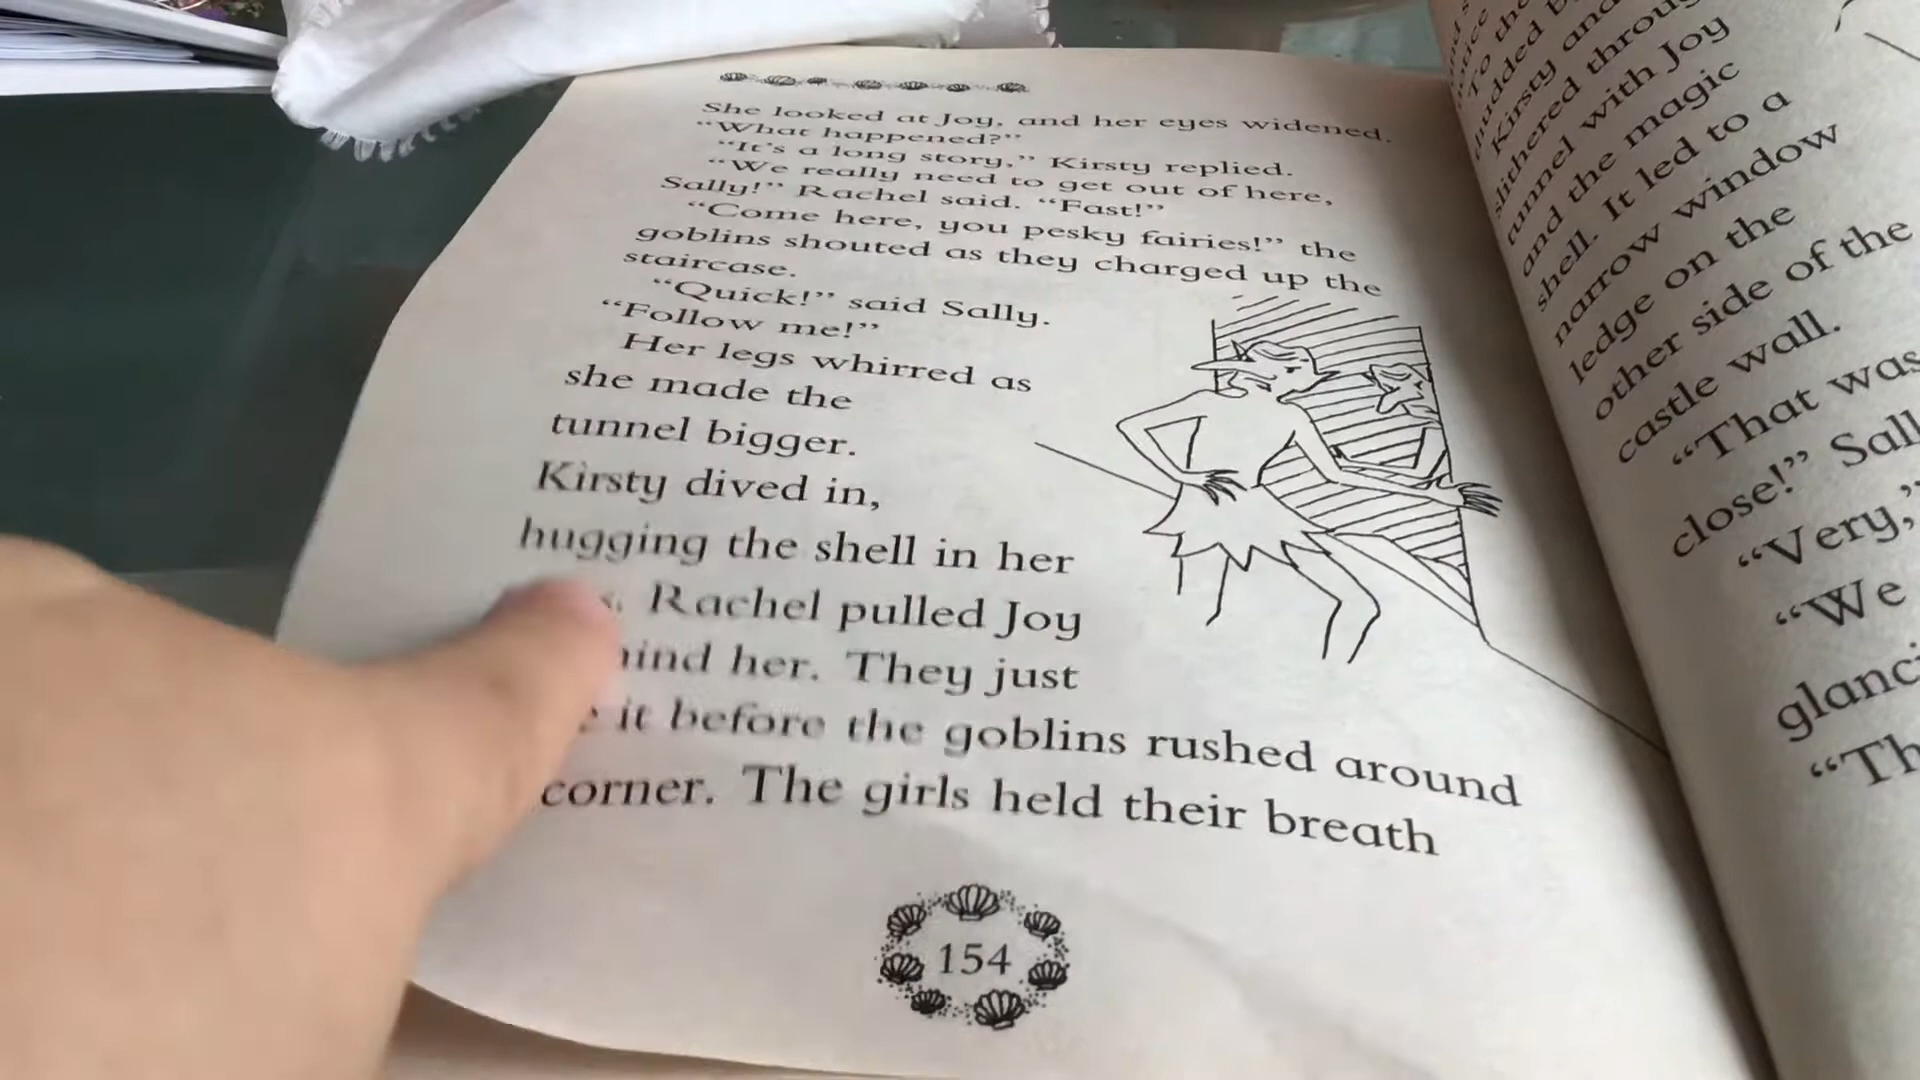 She looked at Joy, and her eyes widened.
“What happened?”
“It’s a long story,” Kirsty replied.
“We really need to get out of here,
Sally!” Rachel said. “Fast!”
“Come here, you pesky fairies!” the
goblins shouted as they charged up the
staircase.
“Quick!” said Sally.
“Follow me!”
Her legs whirred as
she made the
tunnel bigger.
Kirsty dived in,
hugging the shell in her
Rachel pulled Joy
her. They just
it before the goblins rushed around
corner. The girls held their breath
154
To the
Kirsty and
slithered
tunnel with Joy
and the magic
shell. It led to a
narrow window
ledge on the
other side of the
castle wall.
“That was
close!”
“Very,”
“We